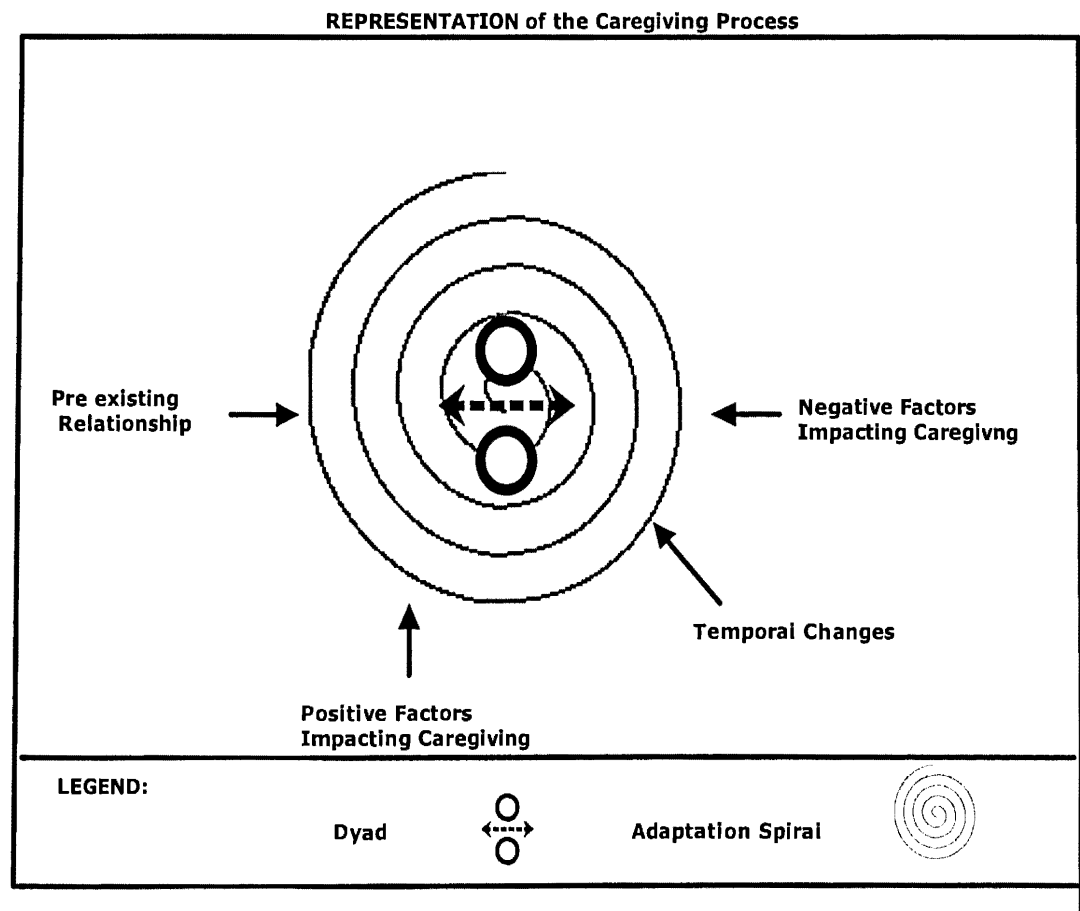 REPRESENTATION of the Caregiving Process
Pre existing
Relationship
Negative Factors
Impacting Caregivng
Temporal Changes
Positive Factors
Impacting Caregiving
LEGEND:
Dyad
Adaptation Spiral